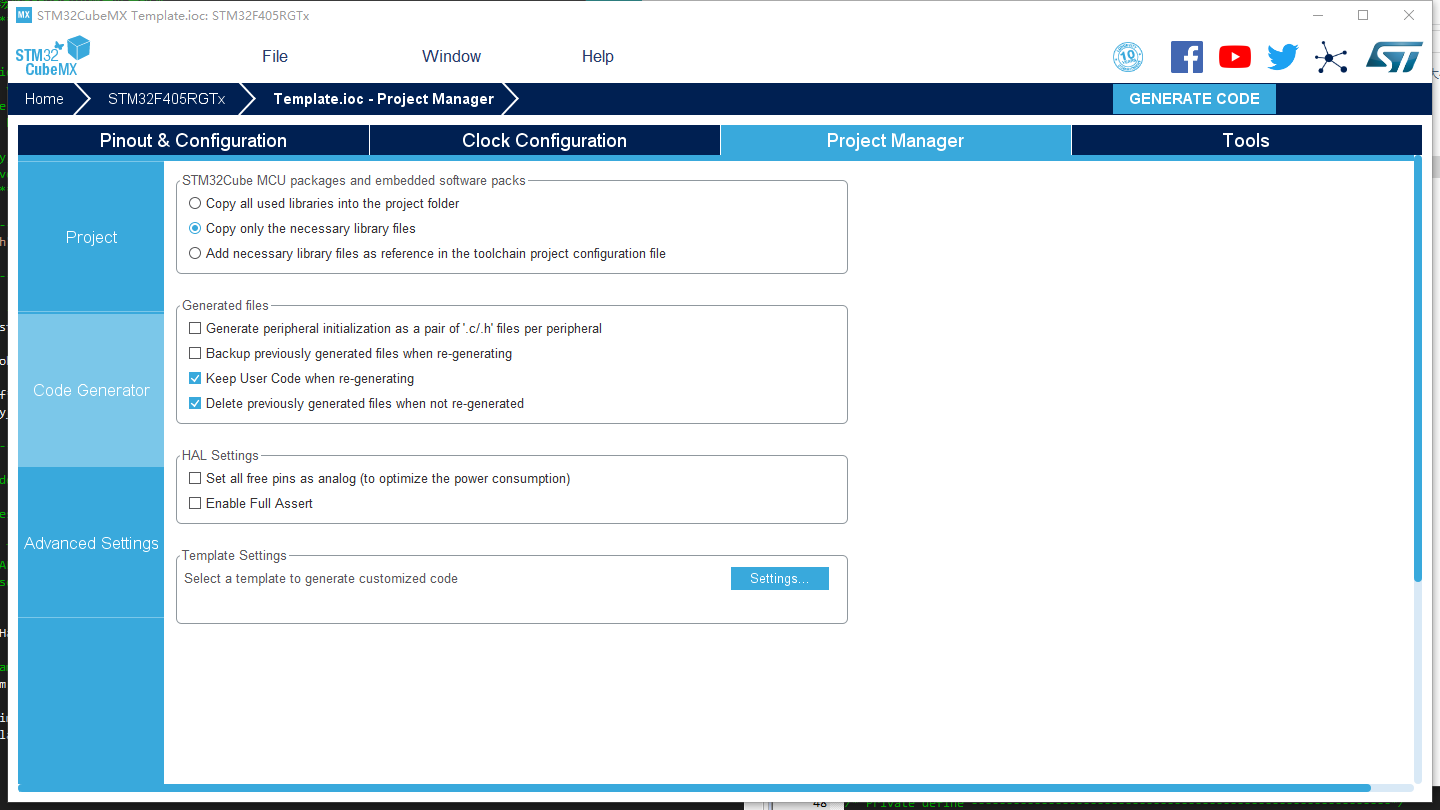 MX STM32CubeMX Template.ioc: STM32F405RGTx
STM32
CubeMX
File Window Help
10
Home STM32F405RGTx Template.ioc - Project Manager GENERATE CODE
Pinout & Configuration Clock Configuration Project Manager Tools
Project
Code Generator
Advanced Settings
STM32Cube MCU packages and embedded software packs
Copy all used libraries into the project folder
Copy only the necessary library files
Add necessary library files as reference in the toolchain project configuration file
Generated files
Generate peripheral initialization as a pair of '.c/.h' files per peripheral
Backup previously generated files when re-generating
Keep User Code when re-generating
Delete previously generated files when not re-generated
HAL Settings
Set all free pins as analog (to optimize the power consumption)
Enable Full Assert
Template Settings
Select a template to generate customized code Settings...
48 Private define